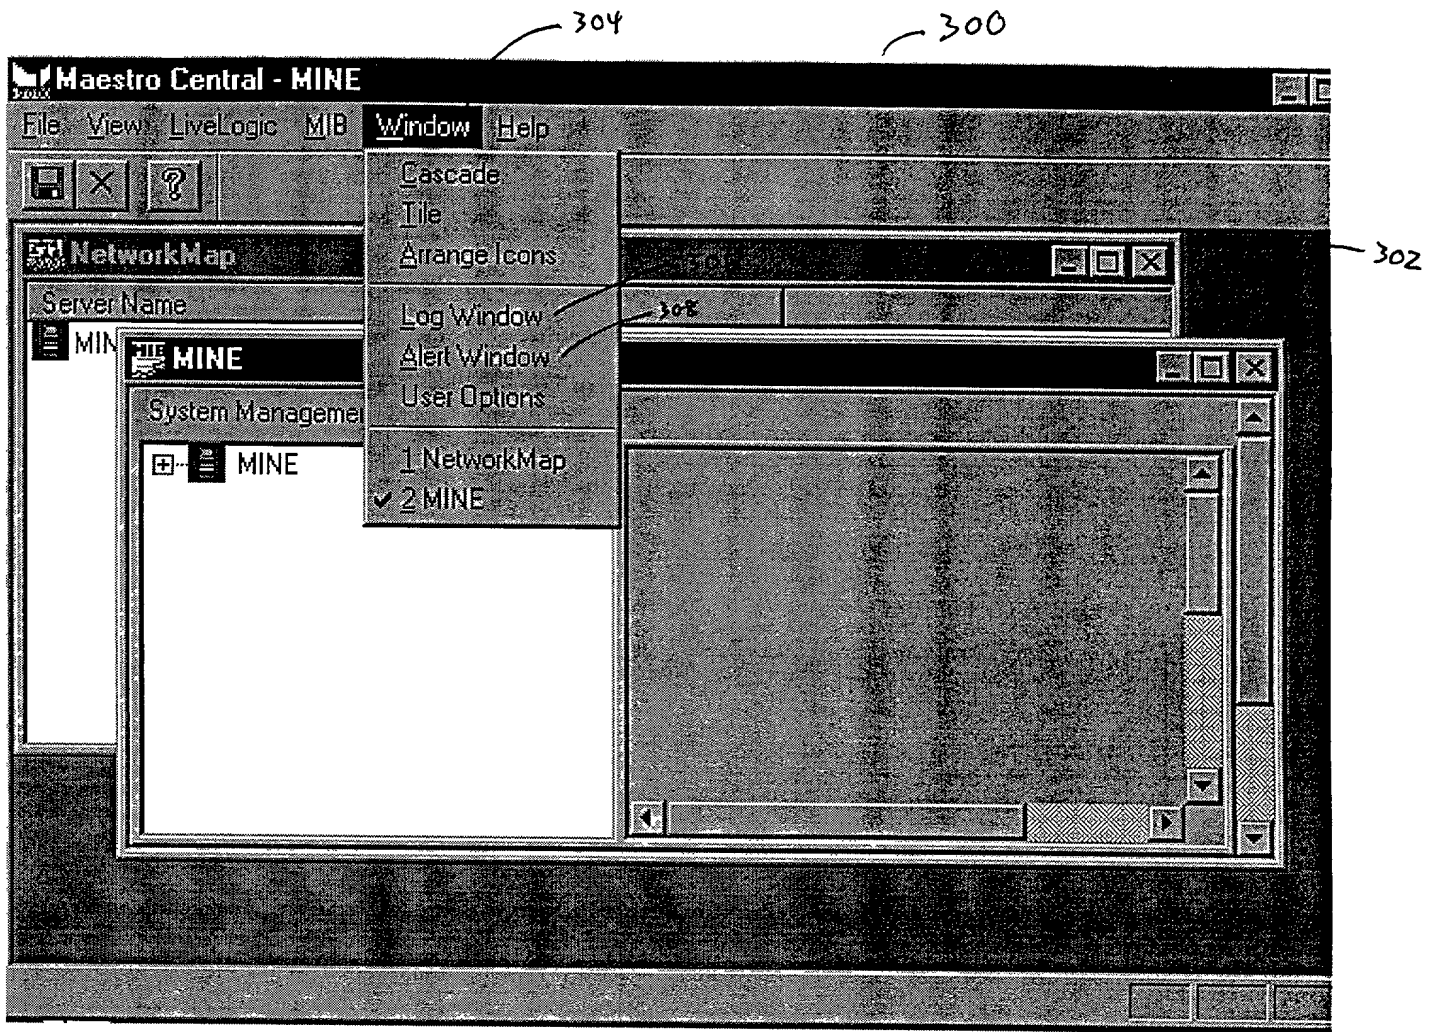 304
300
Maestro Central - MINE
File View LiveLogic MIB Window Help
Cascade
Tile
Arrange Icons
302
NetworkMap
Server Name
Log Window
308
MIN
MINE
Alert Window
System Managemen
User Options
MINE
1 NetworkMap
✓ 2 MINE